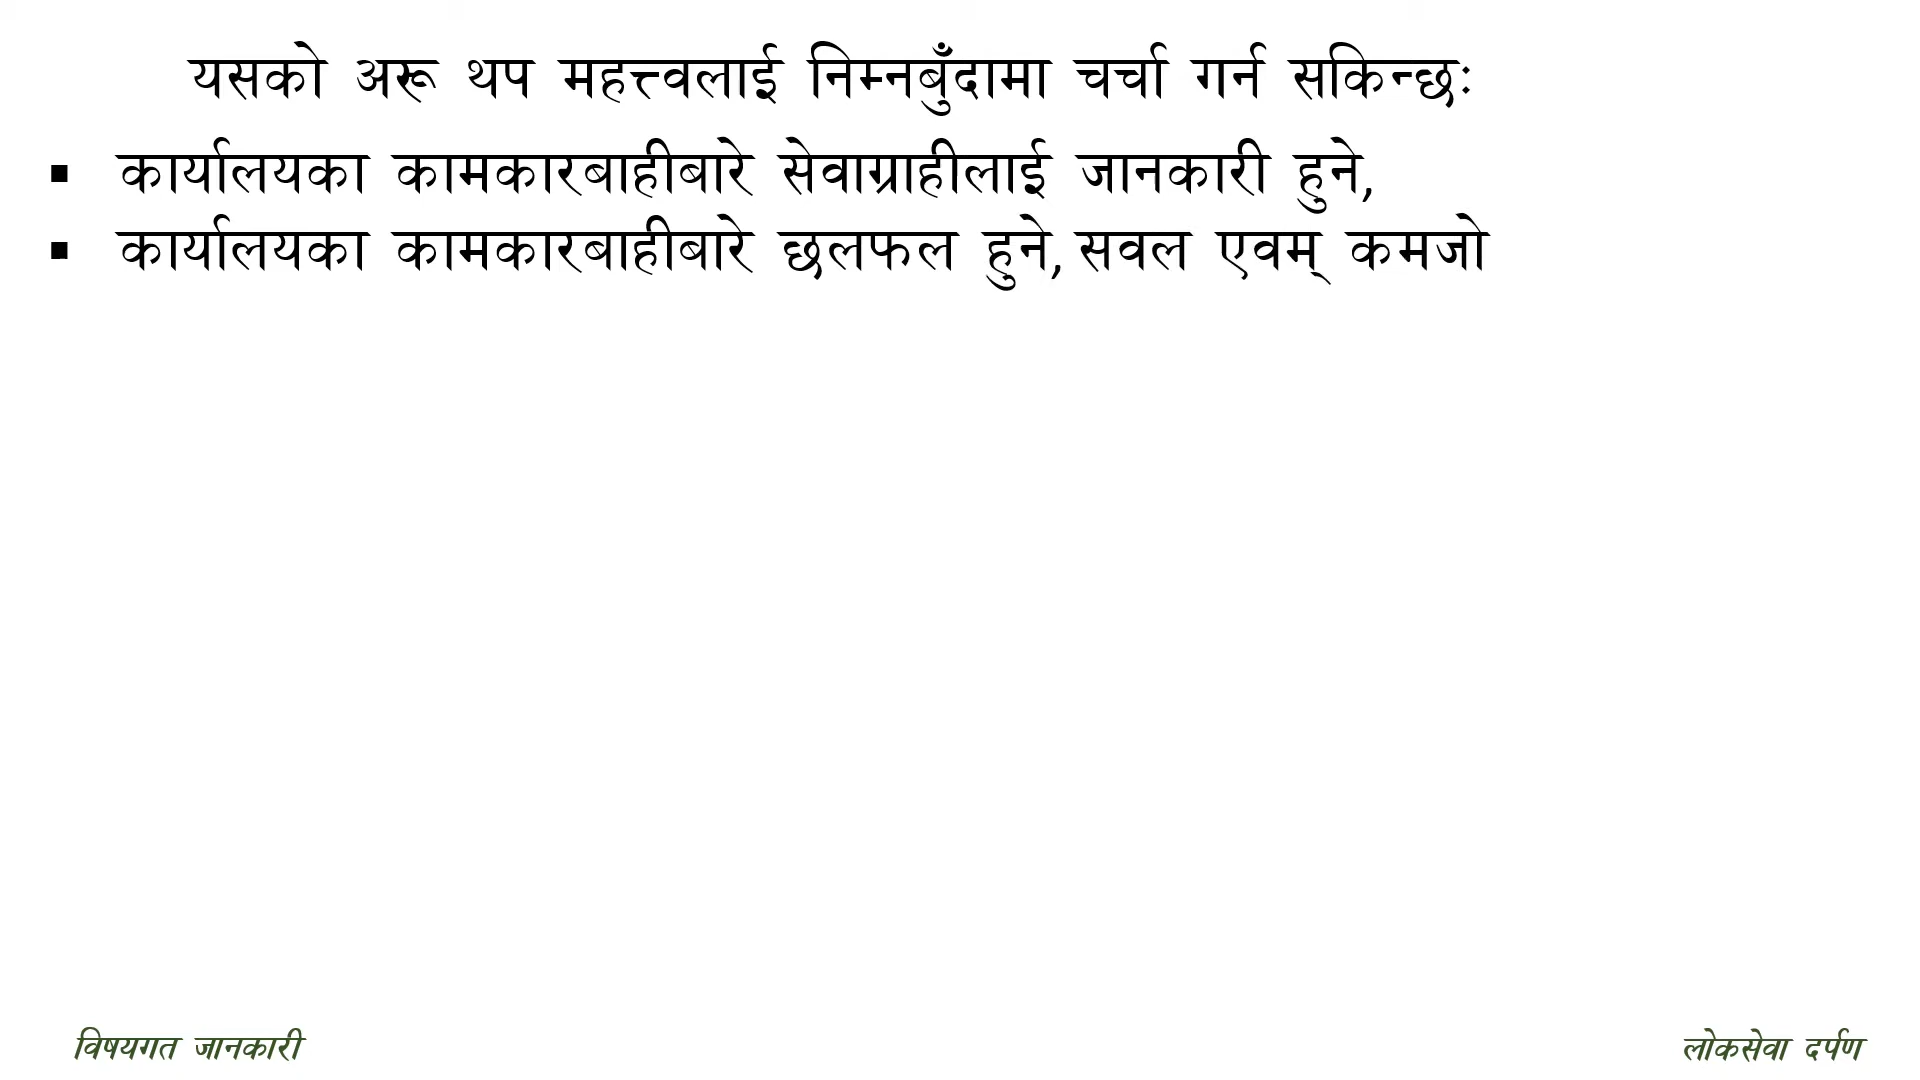 यसको अरू थप महत्त्वलाई निम्नबुँदामा चर्चा गर्न सकिन्छः
▪ कार्यालयका कामकारबाहीबारे सेवाग्राहीलाई जानकारी हुने,
▪ कार्यालयका कामकारबाहीबारे छलफल हुने, सवल एवम् कमजो
विषयगत जानकारी
लोकसेवा दर्पण